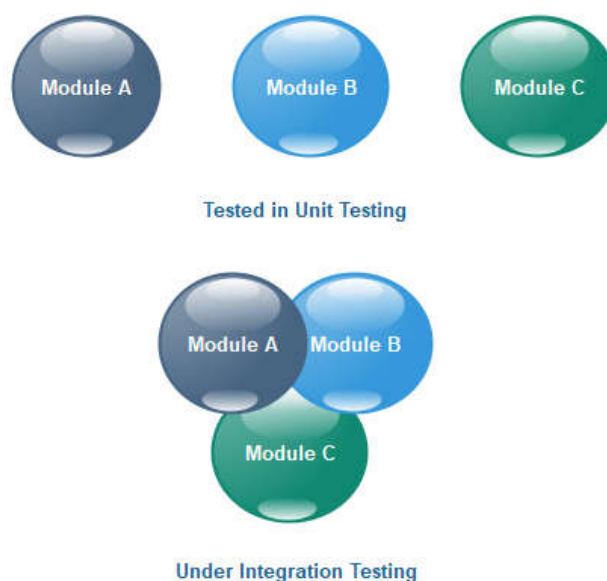 Module A
Module B
Module C
Tested in Unit Testing
Module A
Module B
Module C
Under Integration Testing